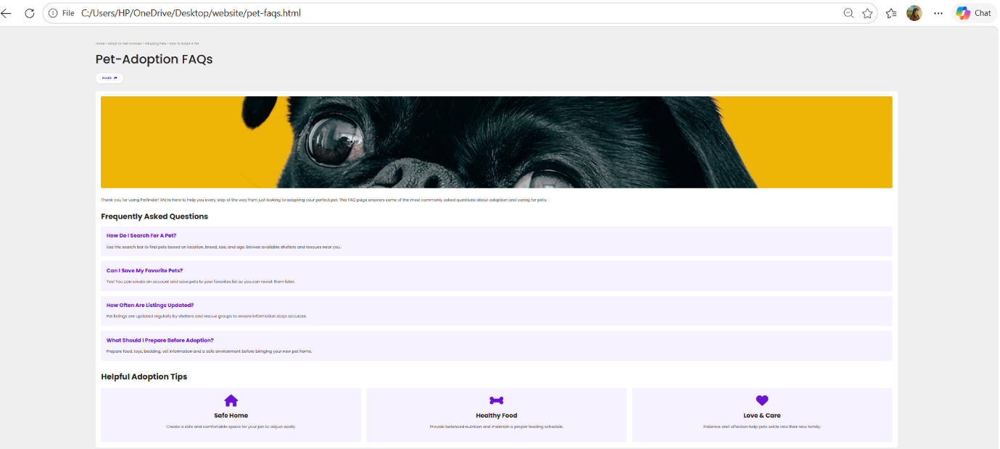 File C:/Users/HP/OneDrive/Desktop/website/pet-faqs.html
Chat
Home > Adopt Or Get Involved > Adopting Pets > How To Adopt A Pet
Pet-Adoption FAQs
SHARE
Thank you for using Petfinder! We're here to help you every step of the way from just looking to adopting your perfect pet. This FAQ page answers some of the most commonly asked questions about adoption and caring for pets.
Frequently Asked Questions
How Do I Search For A Pet?
Use the search bar to find pets based on location, breed, size, and age. Browse available shelters and rescues near you.
Can I Save My Favorite Pets?
Yes! You can create an account and save pets to your favorites list so you can revisit them later.
How Often Are Listings Updated?
Pet listings are updated regularly by shelters and rescue groups to ensure information stays accurate.
What Should I Prepare Before Adoption?
Prepare food, toys, bedding, vet information and a safe environment before bringing your new pet home.
Helpful Adoption Tips
Safe Home
Create a safe and comfortable space for your pet to adjust easily.
Healthy Food
Provide balanced nutrition and maintain a proper feeding schedule.
Love & Care
Patience and affection help pets settle into their new family.